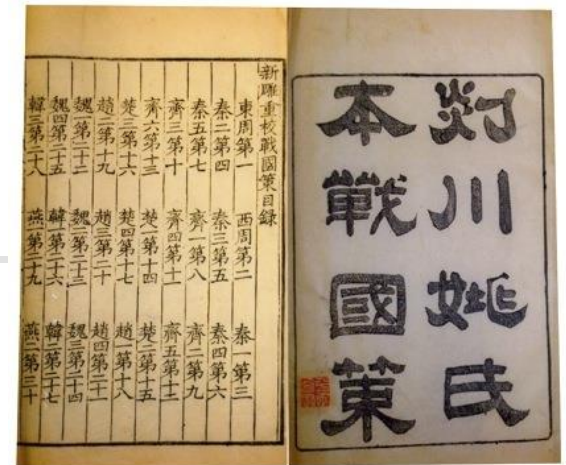 剡川姚氏
本戰國策
新雕重校戰國策目錄
東周第一 西周第二 秦一第三
秦二第四 秦三第五 秦四第六
秦五第七 齊一第八 齊二第九
齊三第十 齊四第十一 齊五第十二
齊六第十三 楚一第十四 楚二第十五
楚三第十六 楚四第十七 趙一第十八
趙二第十九 趙三第二十 趙四第二十一
魏一第二十二 魏二第二十三 魏三第二十四
魏四第二十五 韓一第二十六 韓二第二十七
韓三第二十八 燕一第二十九 燕二第三十